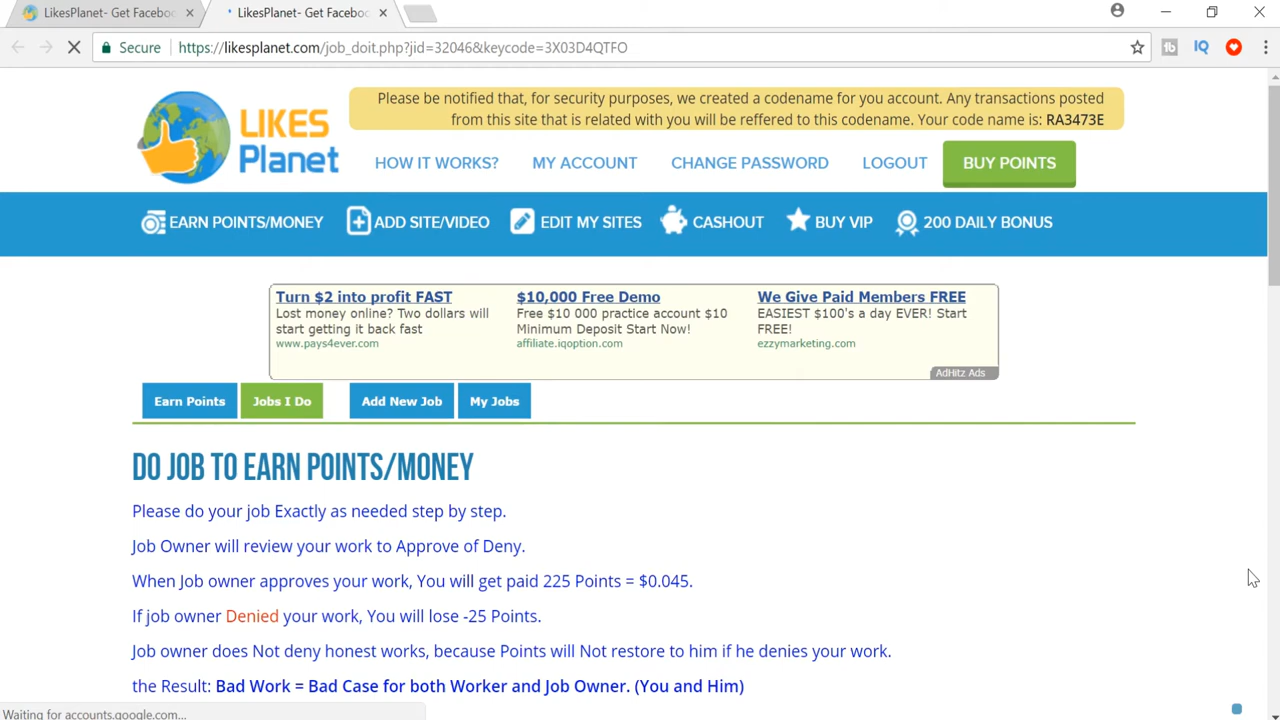 LikesPlanet- Get Faceboo
LikesPlanet- Get Faceboo
Secure https://likesplanet.com/job_doit.php?jid=32046&keycode=3X03D4QTFO
fb IQ
LIKES
Planet
Please be notified that, for security purposes, we created a codename for you account. Any transactions posted
from this site that is related with you will be reffered to this codename. Your code name is: RA3473E
HOW IT WORKS? MY ACCOUNT CHANGE PASSWORD LOGOUT BUY POINTS
EARN POINTS/MONEY ADD SITE/VIDEO EDIT MY SITES CASHOUT BUY VIP 200 DAILY BONUS
Turn $2 into profit FAST
Lost money online? Two dollars will
start getting it back fast
www.pays4ever.com
$10,000 Free Demo
Free $10 000 practice account $10
Minimum Deposit Start Now!
affiliate.iqoption.com
We Give Paid Members FREE
EASIEST $100's a day EVER! Start
FREE!
ezzymarketing.com
AdHitz Ads
Earn Points Jobs I Do Add New Job My Jobs
DO JOB TO EARN POINTS/MONEY
Please do your job Exactly as needed step by step.
Job Owner will review your work to Approve of Deny.
When Job owner approves your work, You will get paid 225 Points = $0.045.
If job owner Denied your work, You will lose -25 Points.
Job owner does Not deny honest works, because Points will Not restore to him if he denies your work.
the Result: Bad Work = Bad Case for both Worker and Job Owner. (You and Him)
Waiting for accounts.google.com...